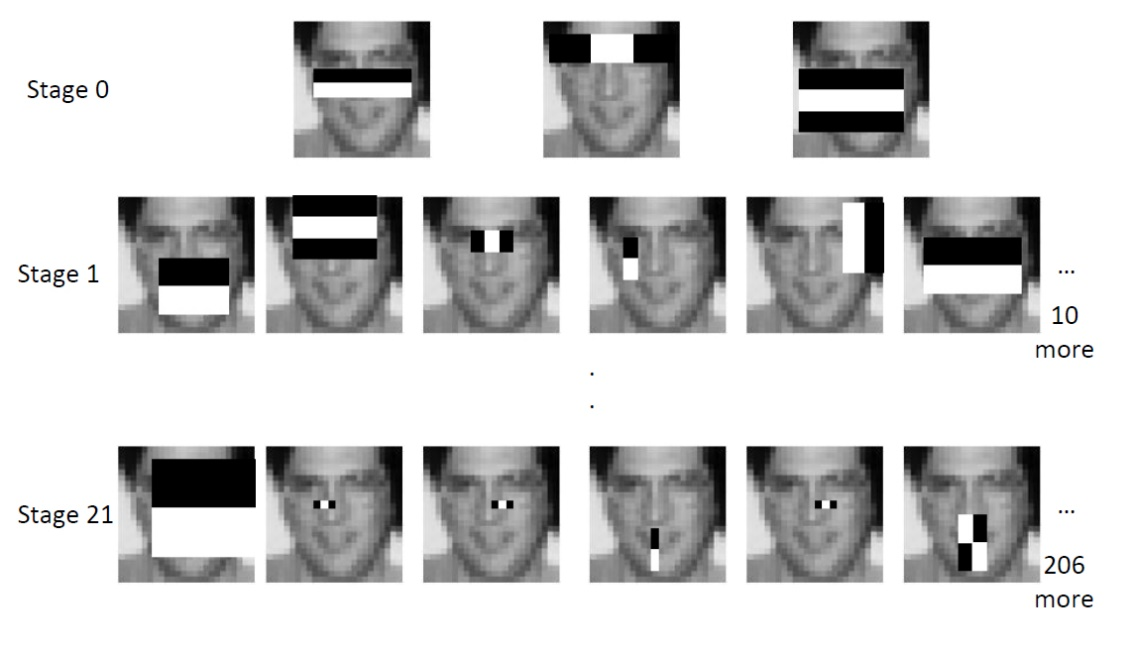 Stage 0
Stage 1
...
10
more
.
.
Stage 21
...
206
more